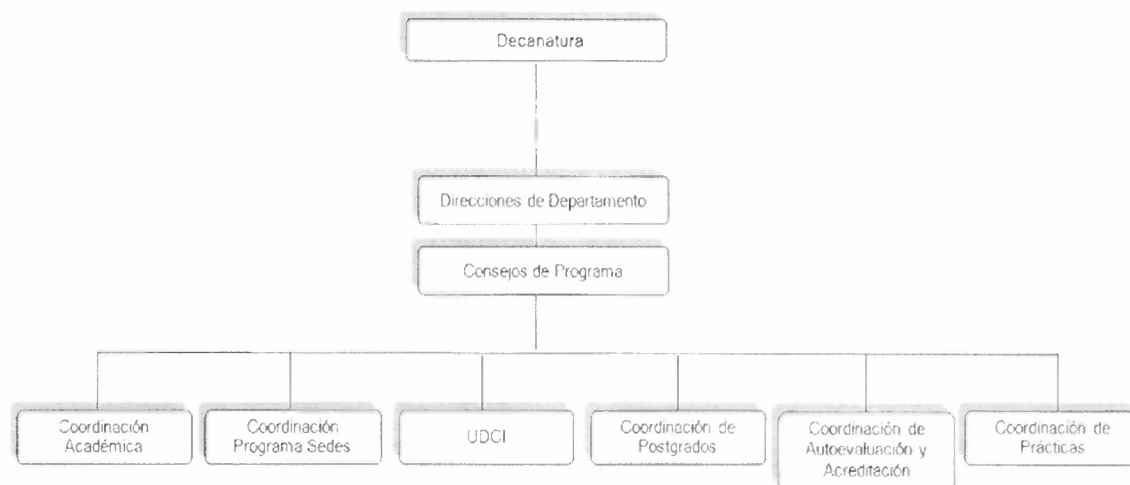 Decanatura
Direcciones de Departamento
Consejos de Programa
Coordinación
Académica
Coordinación
Programa Sedes
UDCI
Coordinación de
Postgrados
Coordinación de
Autoevaluación y
Acreditación
Coordinación de
Prácticas